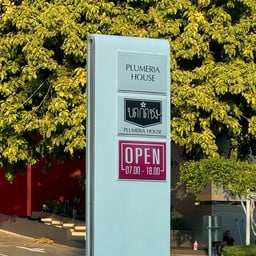 PLUMERIA
HOUSE
PLUMERIA HOUSE
OPEN
07.00 - 18.00